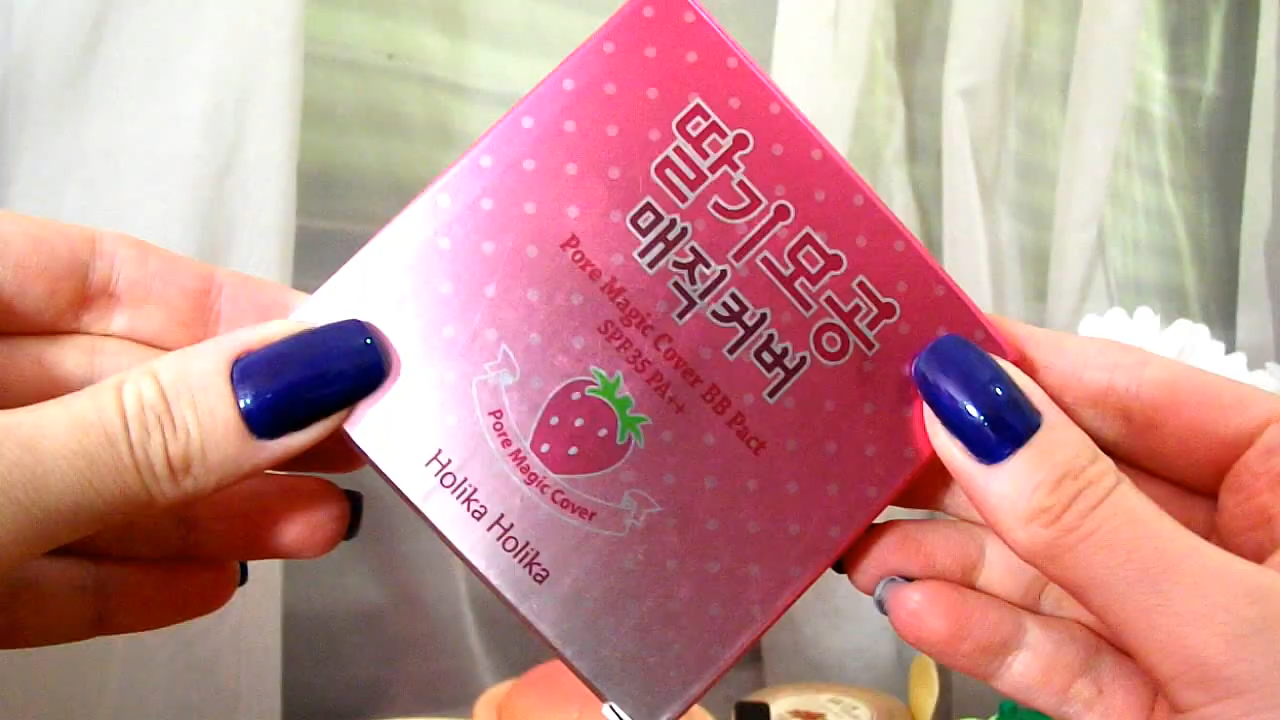 딸기모공
매직커버
Pore Magic Cover BB Pact
SPF35 PA++
Pore Magic Cover
Holika Holika